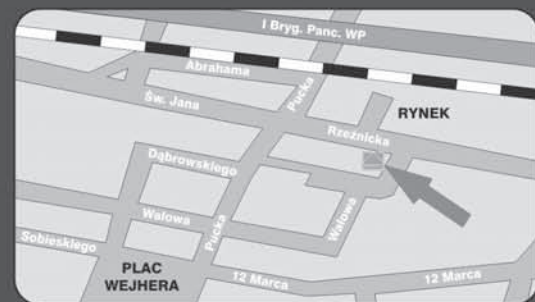 I Bryg. Panc. WP
Abrahama
Pucka
Św. Jana
RYNEK
Rzeźnicka
Dąbrowskiego
Walowa
Walowa
Pucka
Sobieskiego
PLAC
WEJHERA
12 Marca
12 Marca